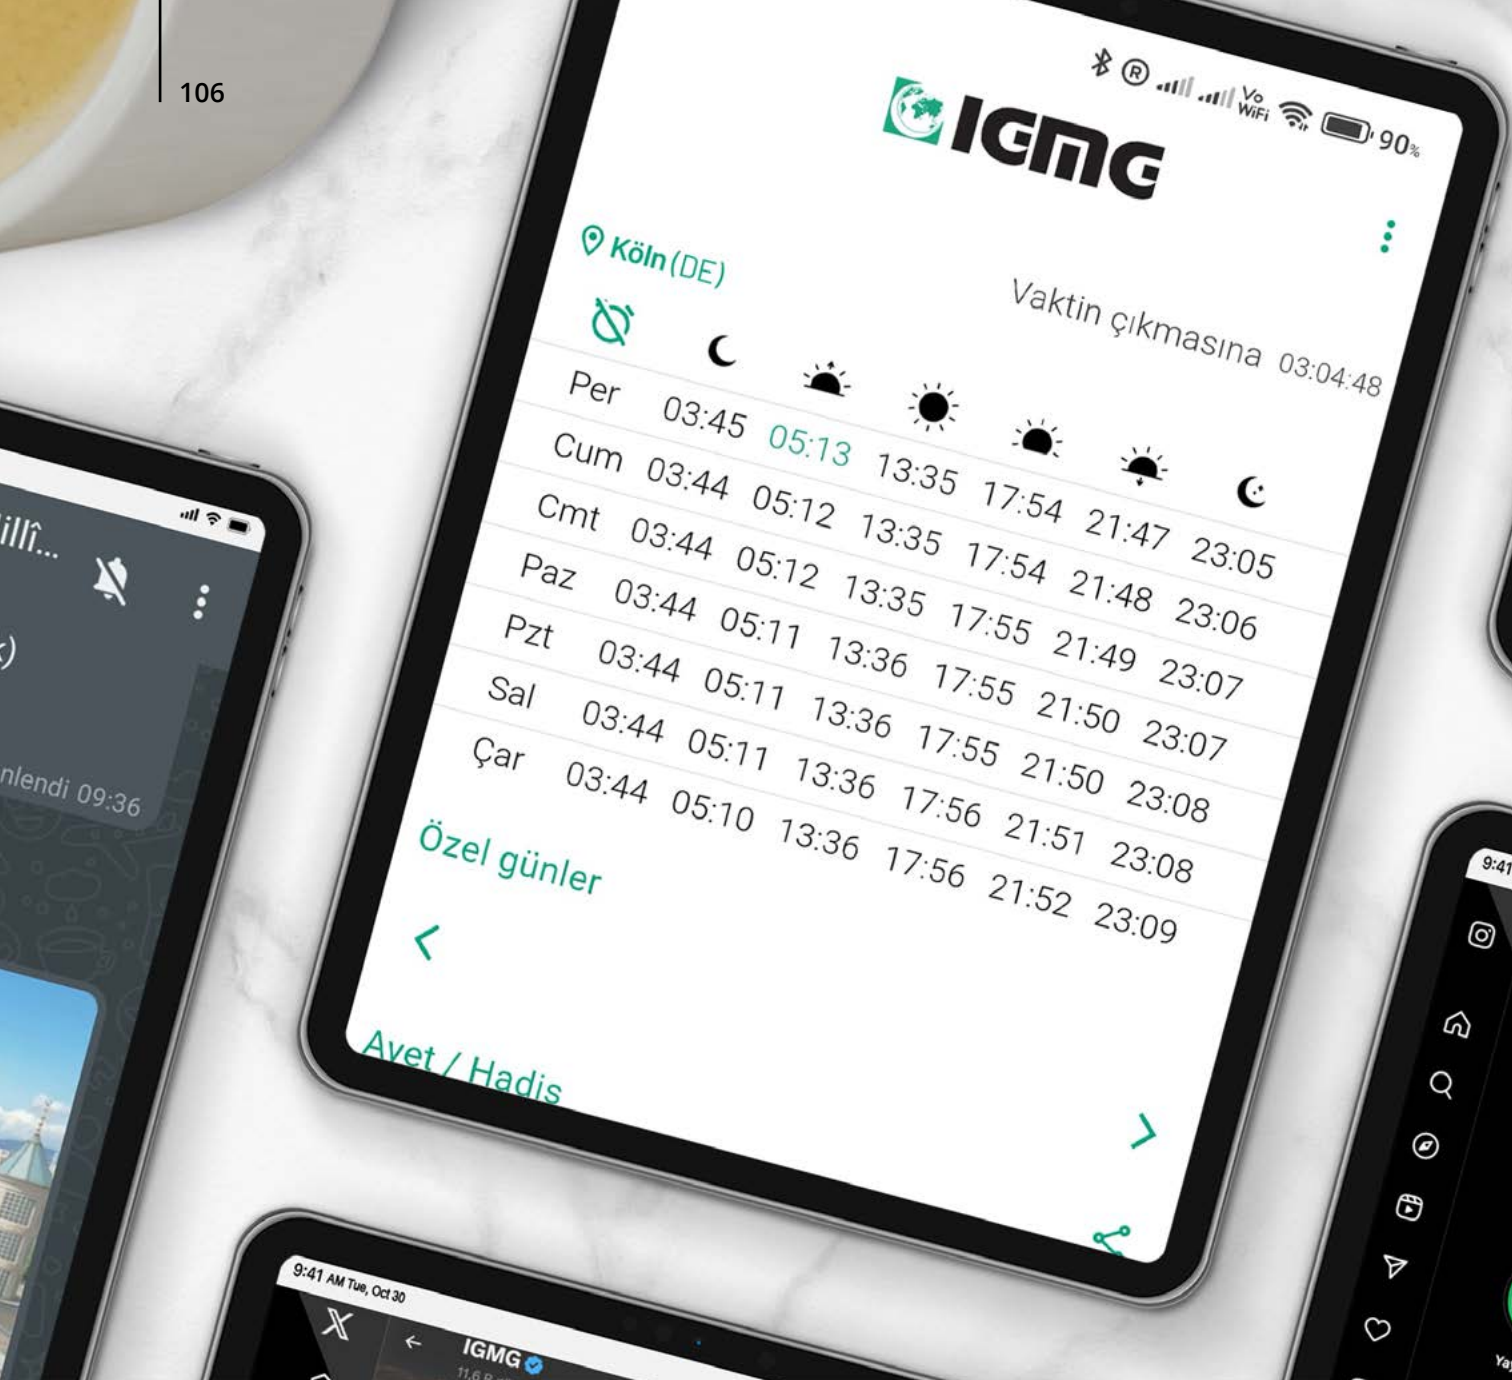 106
Vo
WiFi
90%
IGMG
Köln (DE)
Vaktin çıkmasına 03:04:48
Per 03:45 05:13 13:35 17:54 21:47 23:05
Cum 03:44 05:12 13:35 17:54 21:48 23:06
Cmt 03:44 05:12 13:35 17:55 21:49 23:07
Paz 03:44 05:11 13:36 17:55 21:50 23:07
Pzt 03:44 05:11 13:36 17:55 21:50 23:08
Sal 03:44 05:11 13:36 17:56 21:51 23:08
Çar 03:44 05:10 13:36 17:56 21:52 23:09
Özel günler
Ayet / Hadis
09:36
9:41
9:41 AM Tue, Oct 30
IGMG